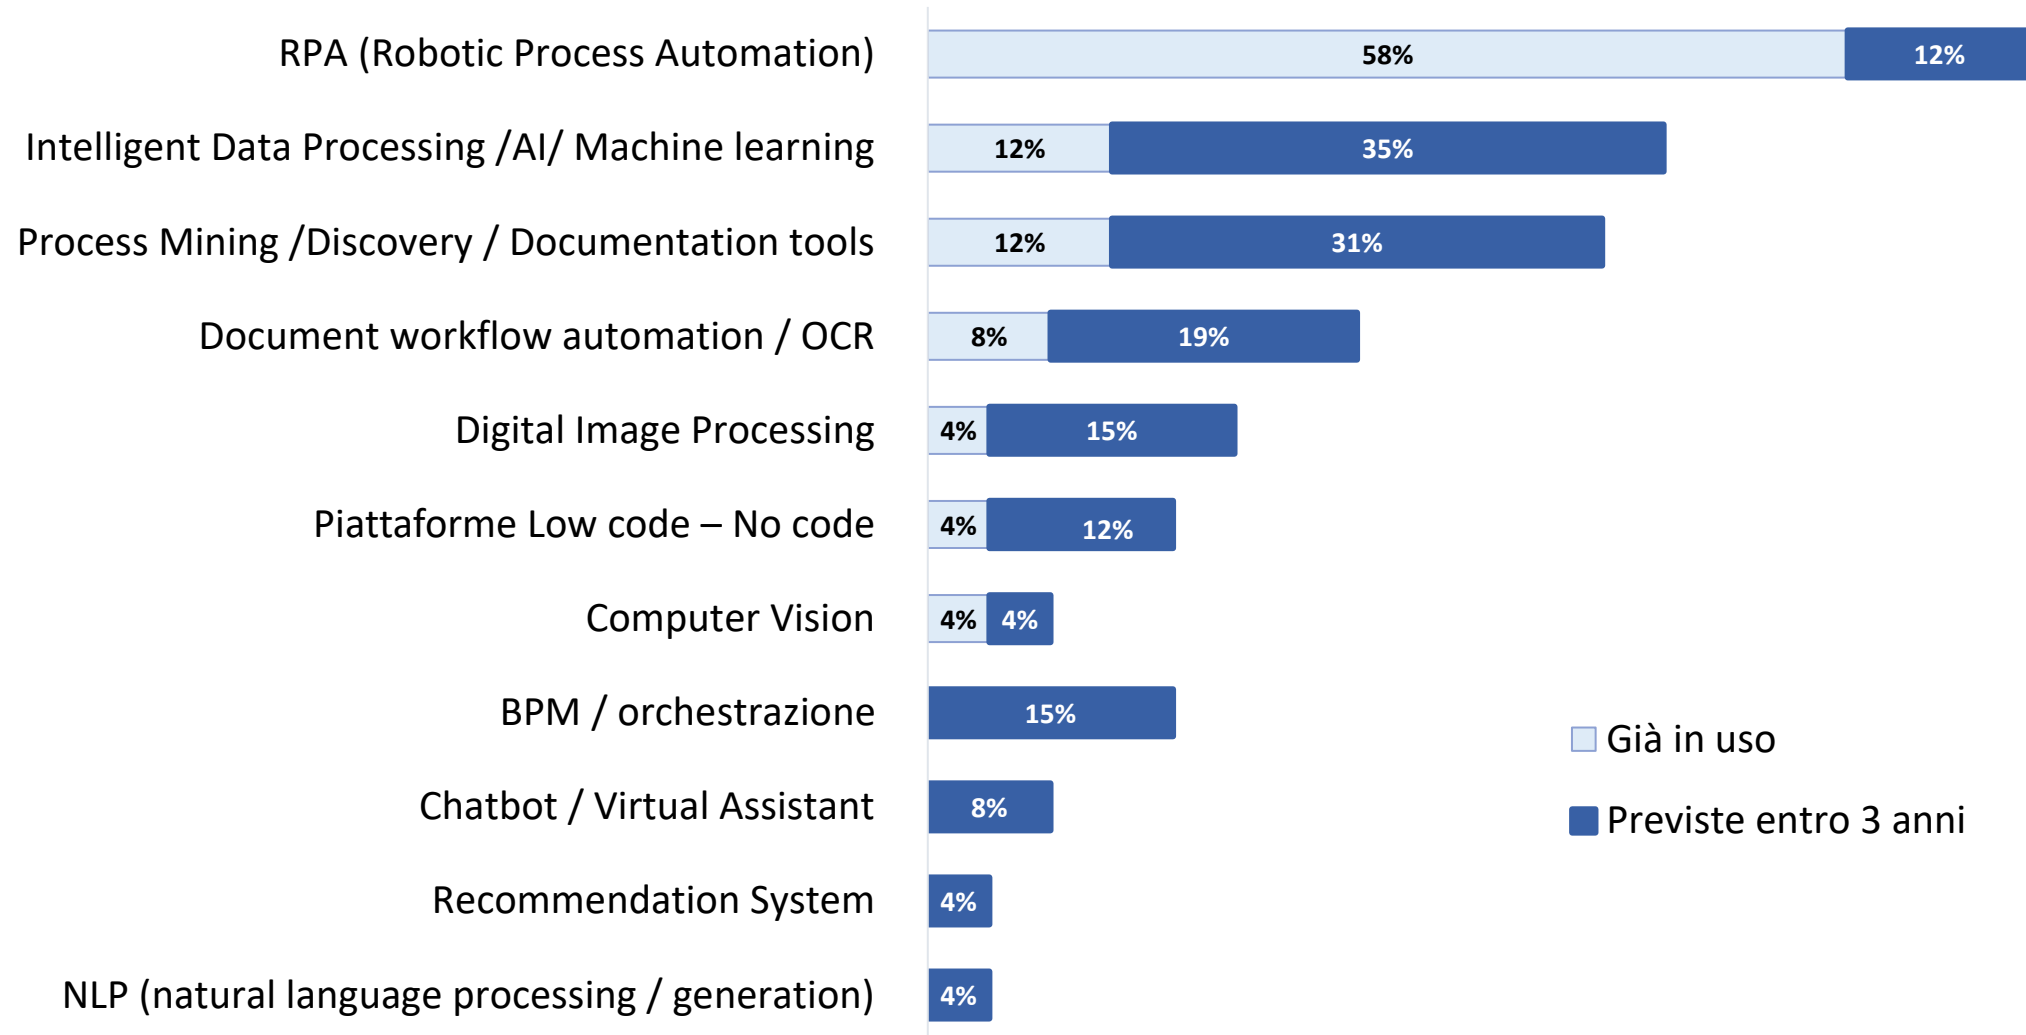 RPA (Robotic Process Automation) 58% 12%
Intelligent Data Processing /AI/ Machine learning 12% 35%
Process Mining /Discovery / Documentation tools 12% 31%
Document workflow automation / OCR 8% 19%
Digital Image Processing 4% 15%
Piattaforme Low code – No code 4% 12%
Computer Vision 4% 4%
BPM / orchestrazione 15%
Già in uso
Chatbot / Virtual Assistant 8%
Previste entro 3 anni
Recommendation System 4%
NLP (natural language processing / generation) 4%